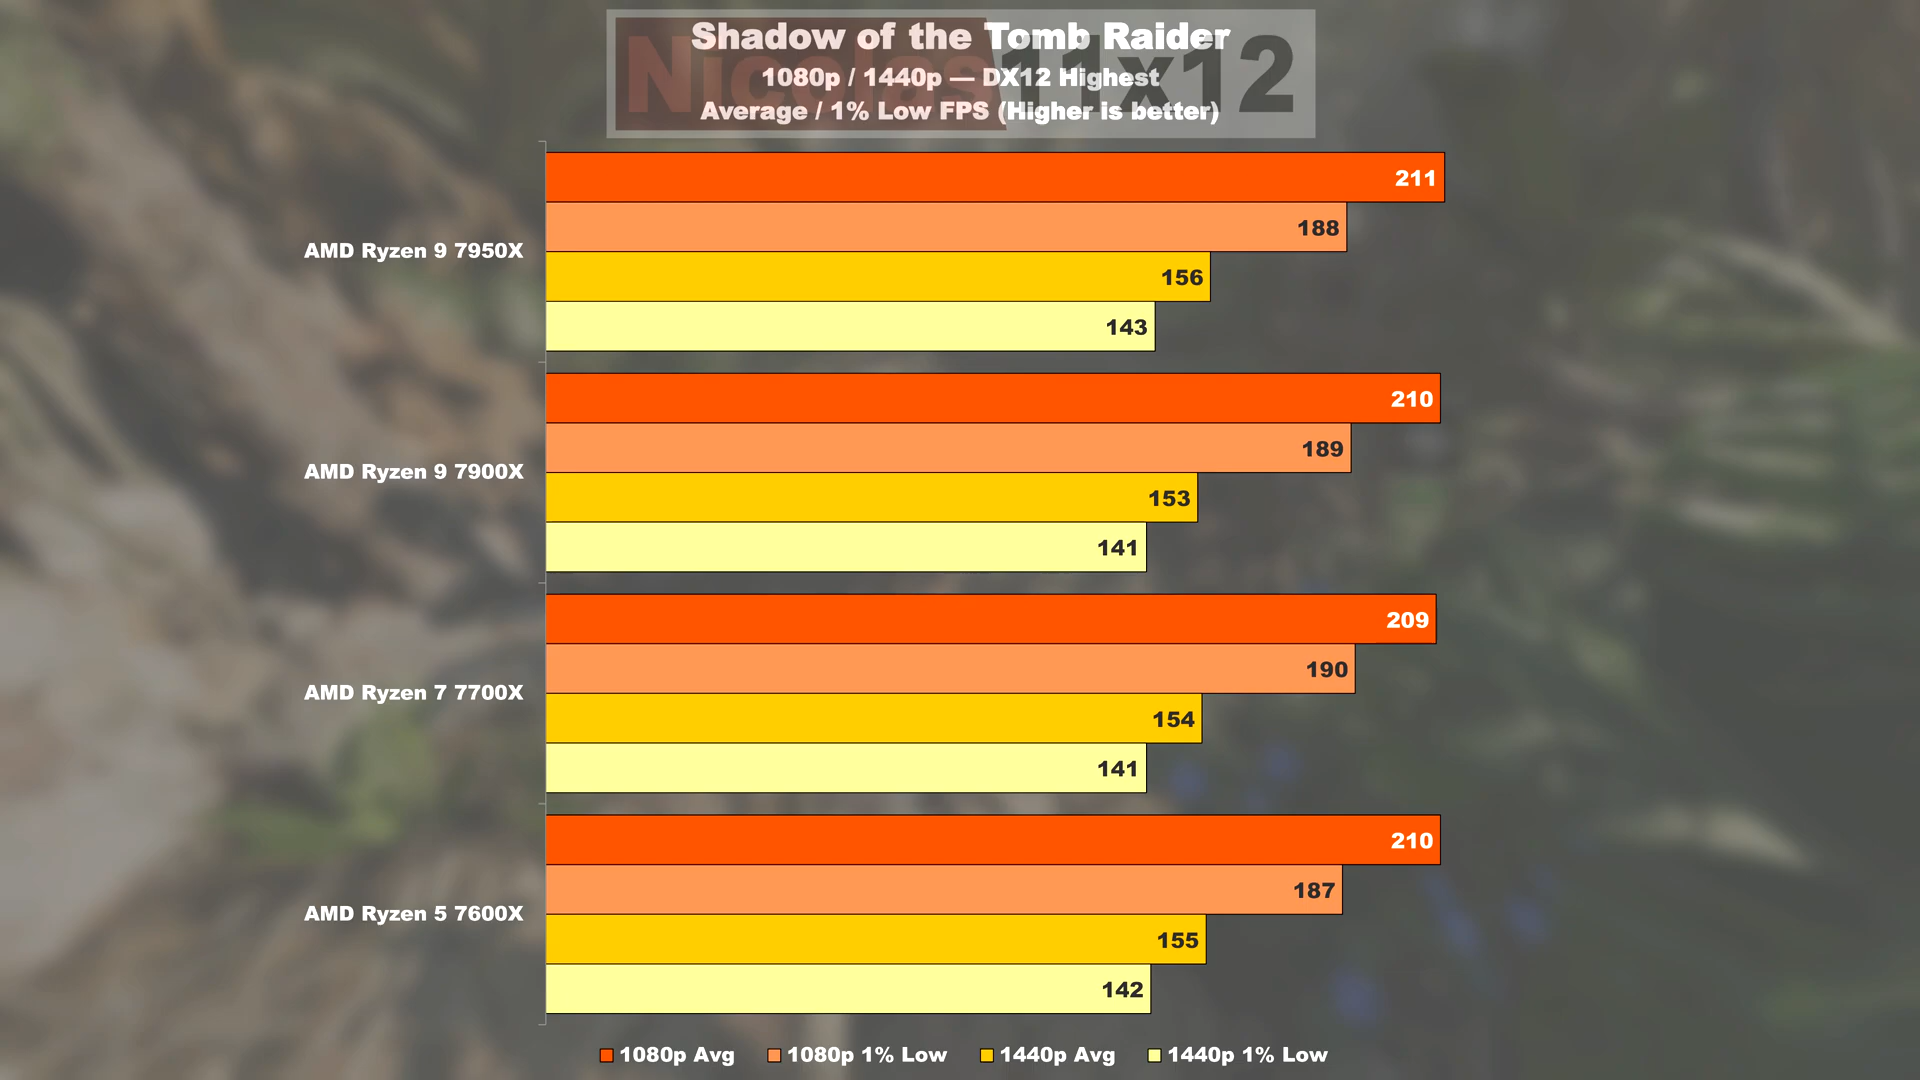 Nicolas11x12
Shadow of the Tomb Raider
1080p / 1440p — DX12 Highest
Average / 1% Low FPS (Higher is better)
AMD Ryzen 9 7950X
211
188
156
143
AMD Ryzen 9 7900X
210
189
153
141
AMD Ryzen 7 7700X
209
190
154
141
AMD Ryzen 5 7600X
210
187
155
142
1080p Avg 1080p 1% Low 1440p Avg 1440p 1% Low